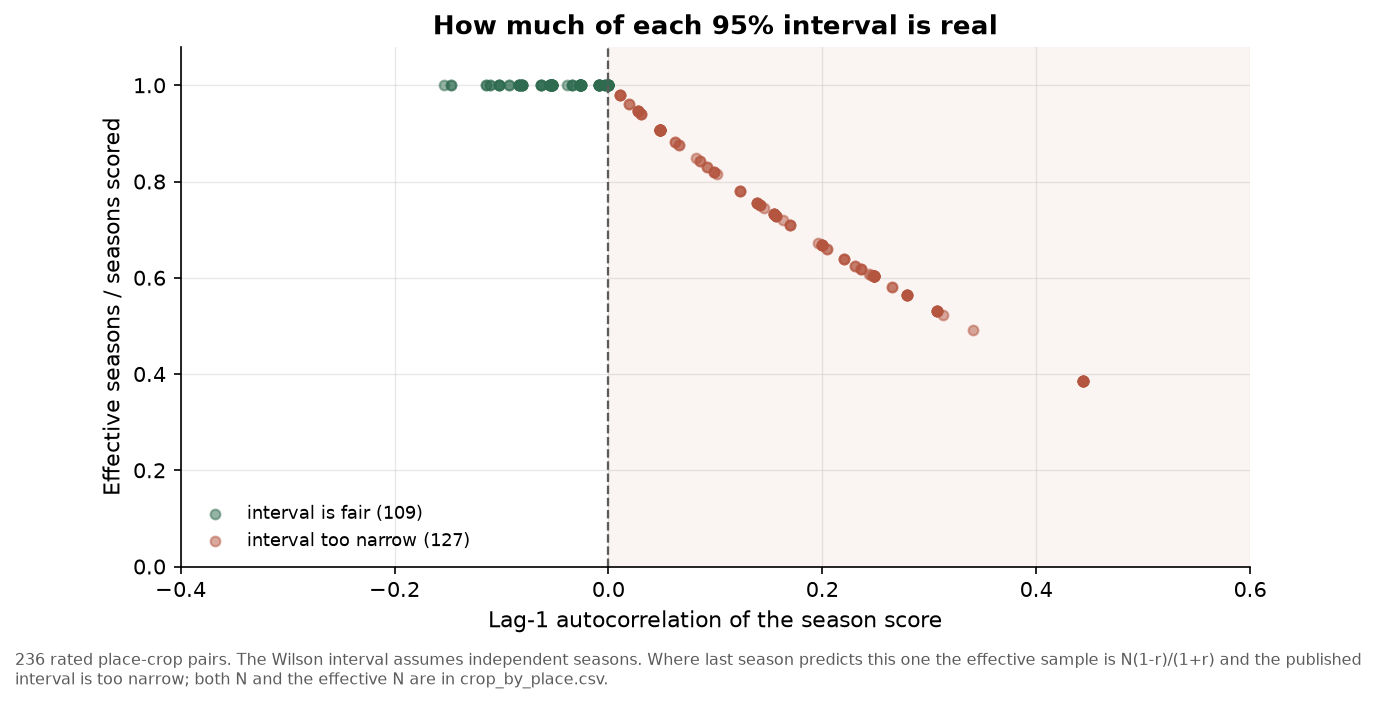 How much of each 95% interval is real
Effective seasons / seasons scored
1.0
0.8
0.6
0.4
0.2
0.0
interval is fair (109)
interval too narrow (127)
−0.4
−0.2
0.0
0.2
0.4
0.6
Lag-1 autocorrelation of the season score
236 rated place-crop pairs. The Wilson interval assumes independent seasons. Where last season predicts this one the effective sample is N(1-r)/(1+r) and the published
interval is too narrow; both N and the effective N are in crop_by_place.csv.